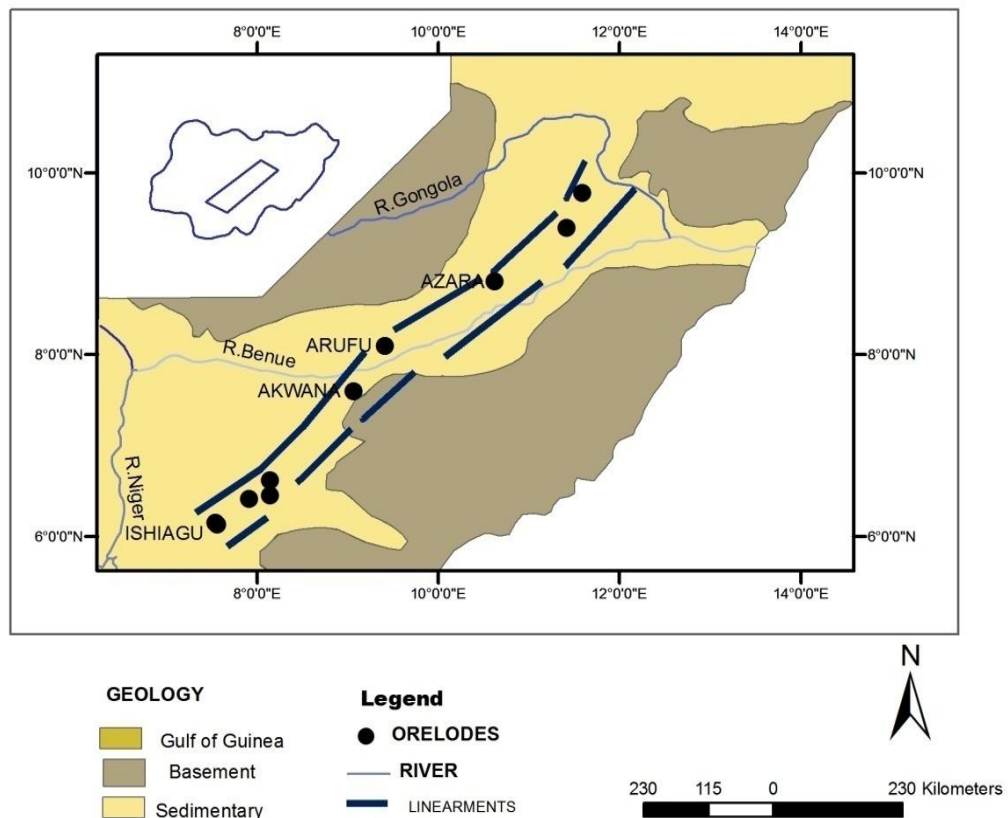 8°0'0"E 10°0'0"E 12°0'0"E 14°0'0"E
10°0'0"N 10°0'0"N
R.Gongola
AZARA
ARUFU
8°0'0"N 8°0'0"N
R.Benue
AKWANA
R.Niger
ISHIAGU
6°0'0"N 6°0'0"N
8°0'0"E 10°0'0"E 12°0'0"E 14°0'0"E
N
GEOLOGY
Gulf of Guinea
Basement
Sedimentary
Legend
ORELODES
RIVER
LINEARMENTS
230 115 0 230 Kilometers